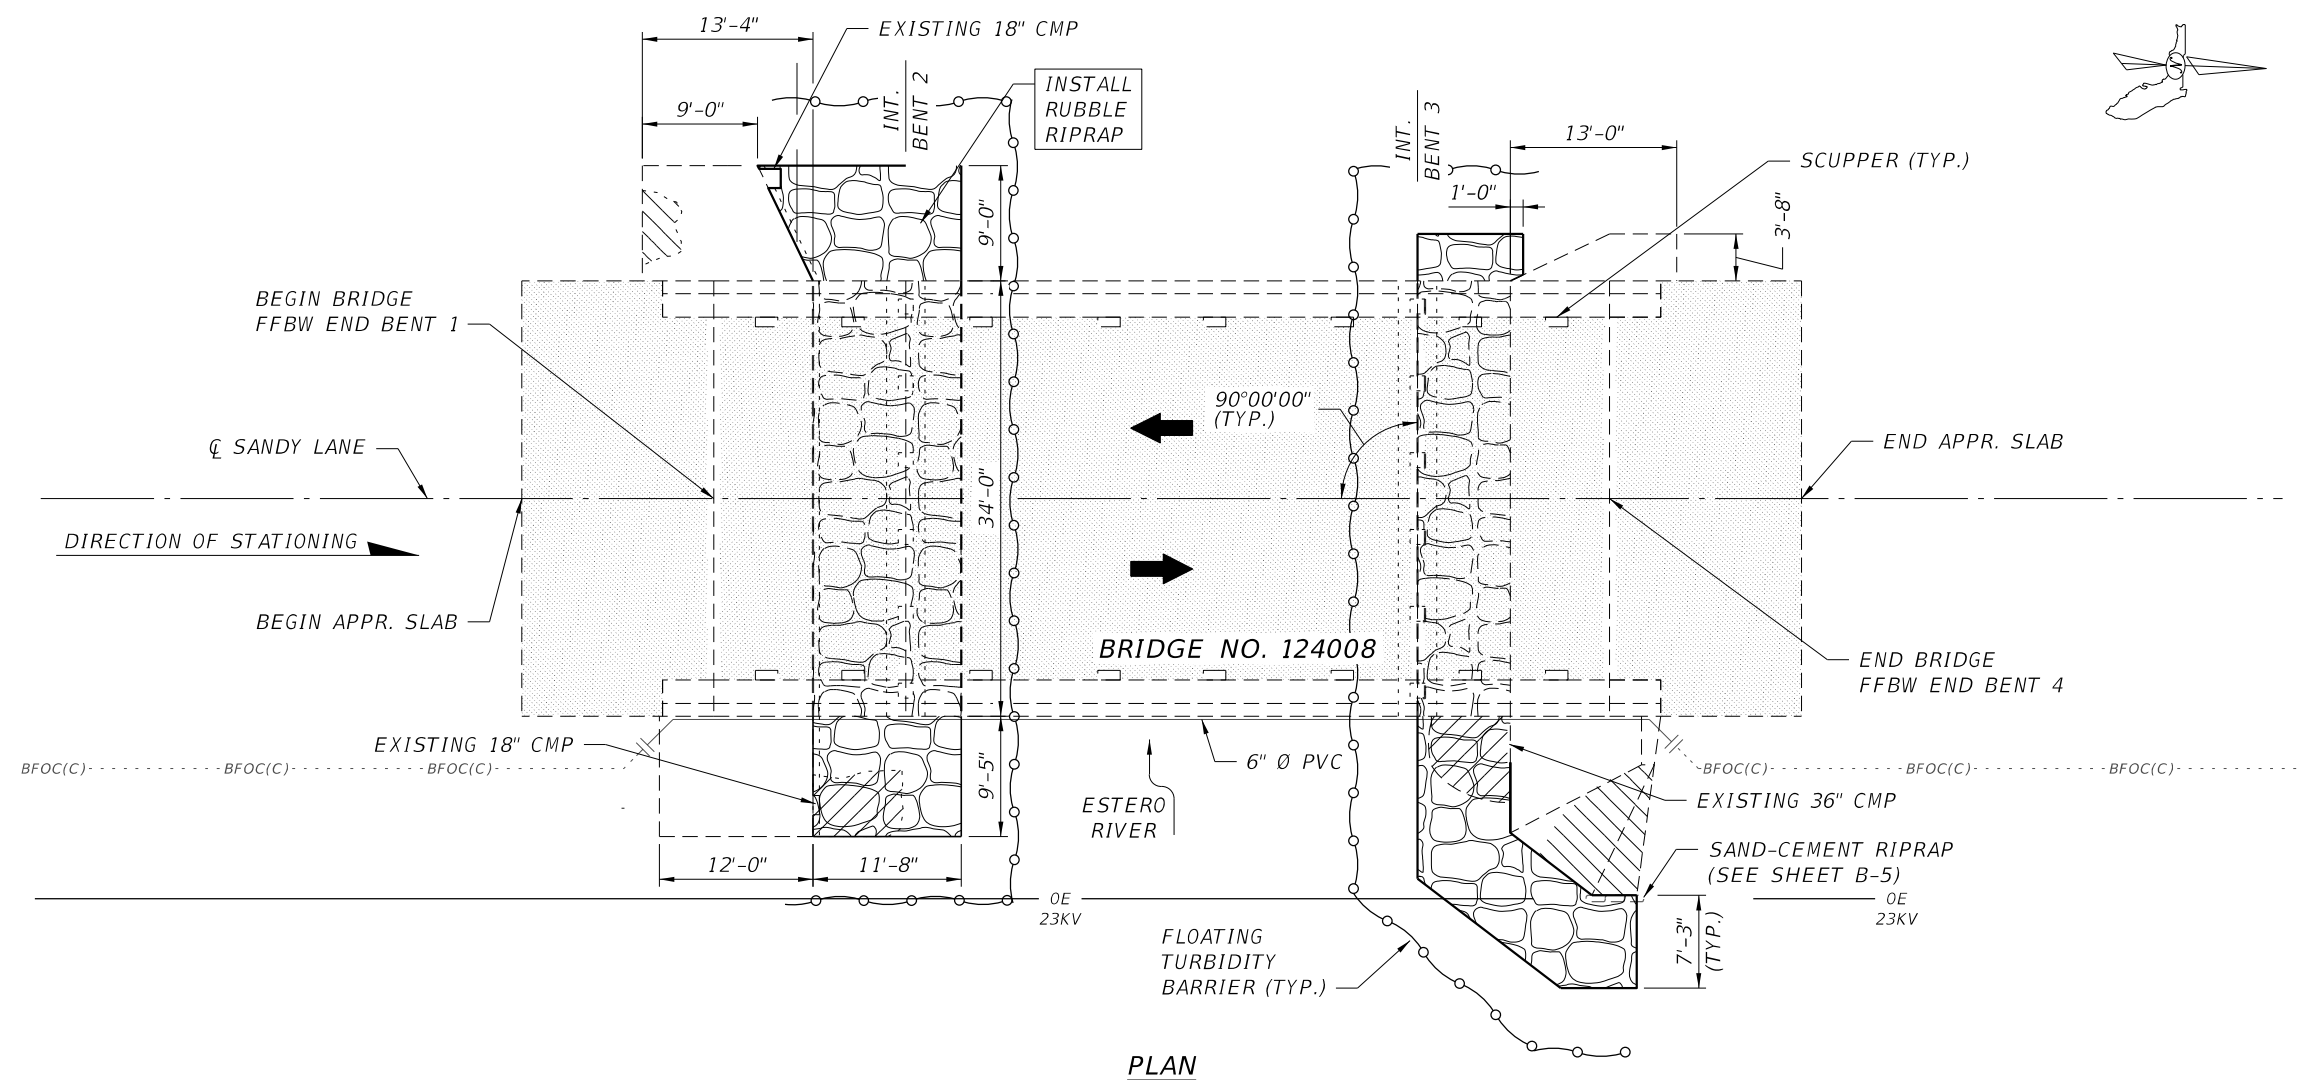 13'-4"
EXISTING 18" CMP
9'-0"
INT.
BENT 2
INSTALL
RUBBLE
RIPRAP
INT.
BENT 3
13'-0"
SCUPPER (TYP.)
1'-0"
3'-8"
N
9'-0"
BEGIN BRIDGE
FFBW END BENT 1
90°00'00"
(TYP.)
℄ SANDY LANE
END APPR. SLAB
34'-0"
DIRECTION OF STATIONING
BEGIN APPR. SLAB
BRIDGE NO. 124008
END BRIDGE
FFBW END BENT 4
EXISTING 18" CMP
6" Ø PVC
BFOC(C) BFOC(C) BFOC(C)
BFOC(C) BFOC(C) BFOC(C)
9'-5"
ESTERO
RIVER
EXISTING 36" CMP
12'-0"
11'-8"
SAND-CEMENT RIPRAP
(SEE SHEET B-5)
OE
23KV
OE
23KV
7'-3"
(TYP.)
FLOATING
TURBIDITY
BARRIER (TYP.)
PLAN